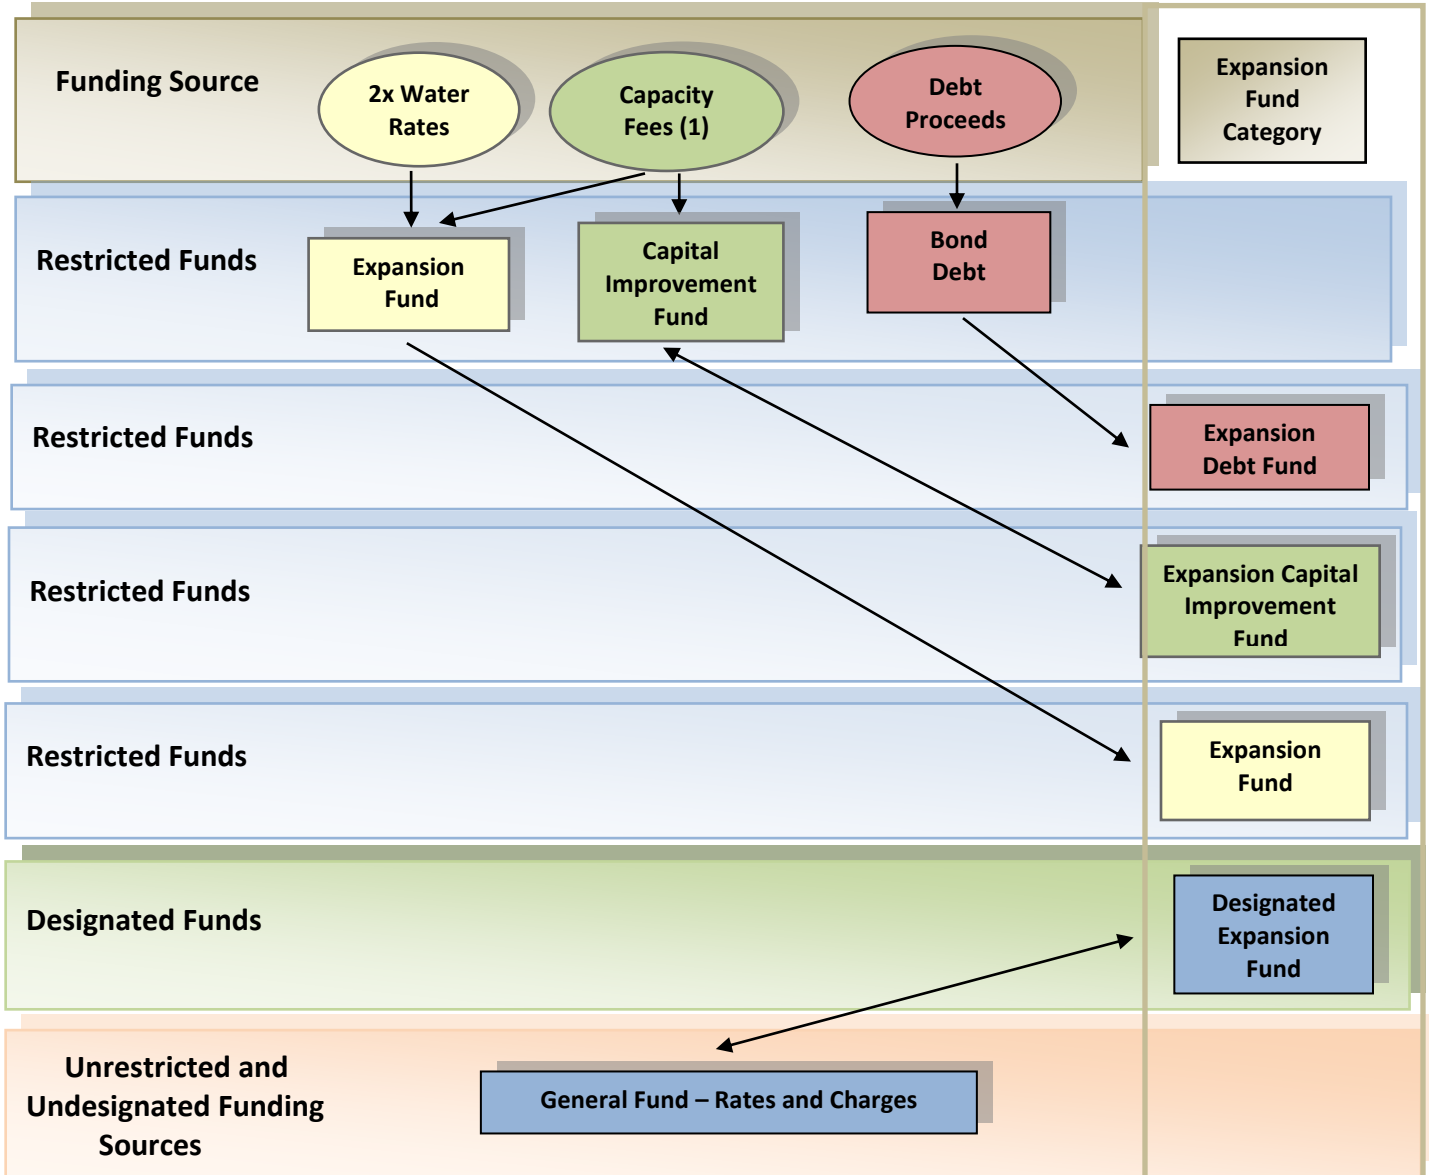 Funding Source
2x Water
Rates
Capacity
Fees (1)
Debt
Proceeds
Expansion
Fund
Category
Restricted Funds
Expansion
Fund
Capital
Improvement
Fund
Bond
Debt
Restricted Funds
Expansion
Debt Fund
Restricted Funds
Expansion Capital
Improvement
Fund
Restricted Funds
Expansion
Fund
Designated Funds
Designated
Expansion
Fund
Unrestricted and
Undesignated Funding
Sources
General Fund – Rates and Charges